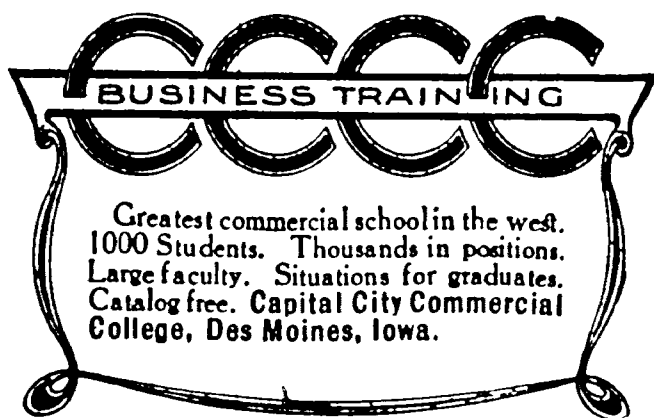 CCCC
BUSINESS TRAINING
Greatest commercial school in the west.
1000 Students. Thousands in positions.
Large faculty. Situations for graduates.
Catalog free. Capital City Commercial
College, Des Moines, Iowa.